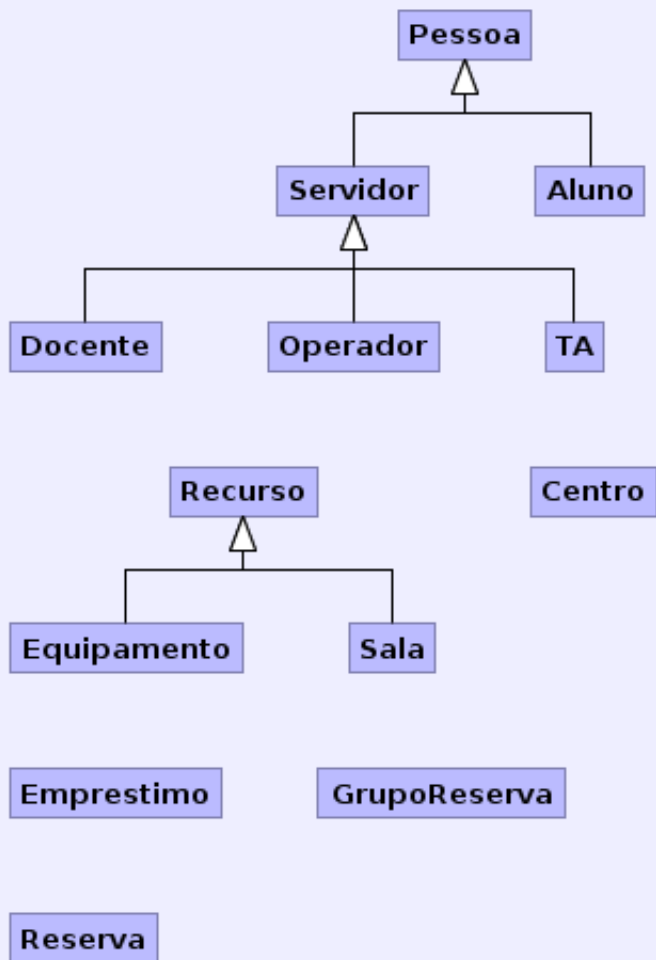 Pessoa
Servidor
Aluno
Docente
Operador
TA
Recurso
Centro
Equipamento
Sala
Emprestimo
GrupoReserva
Reserva